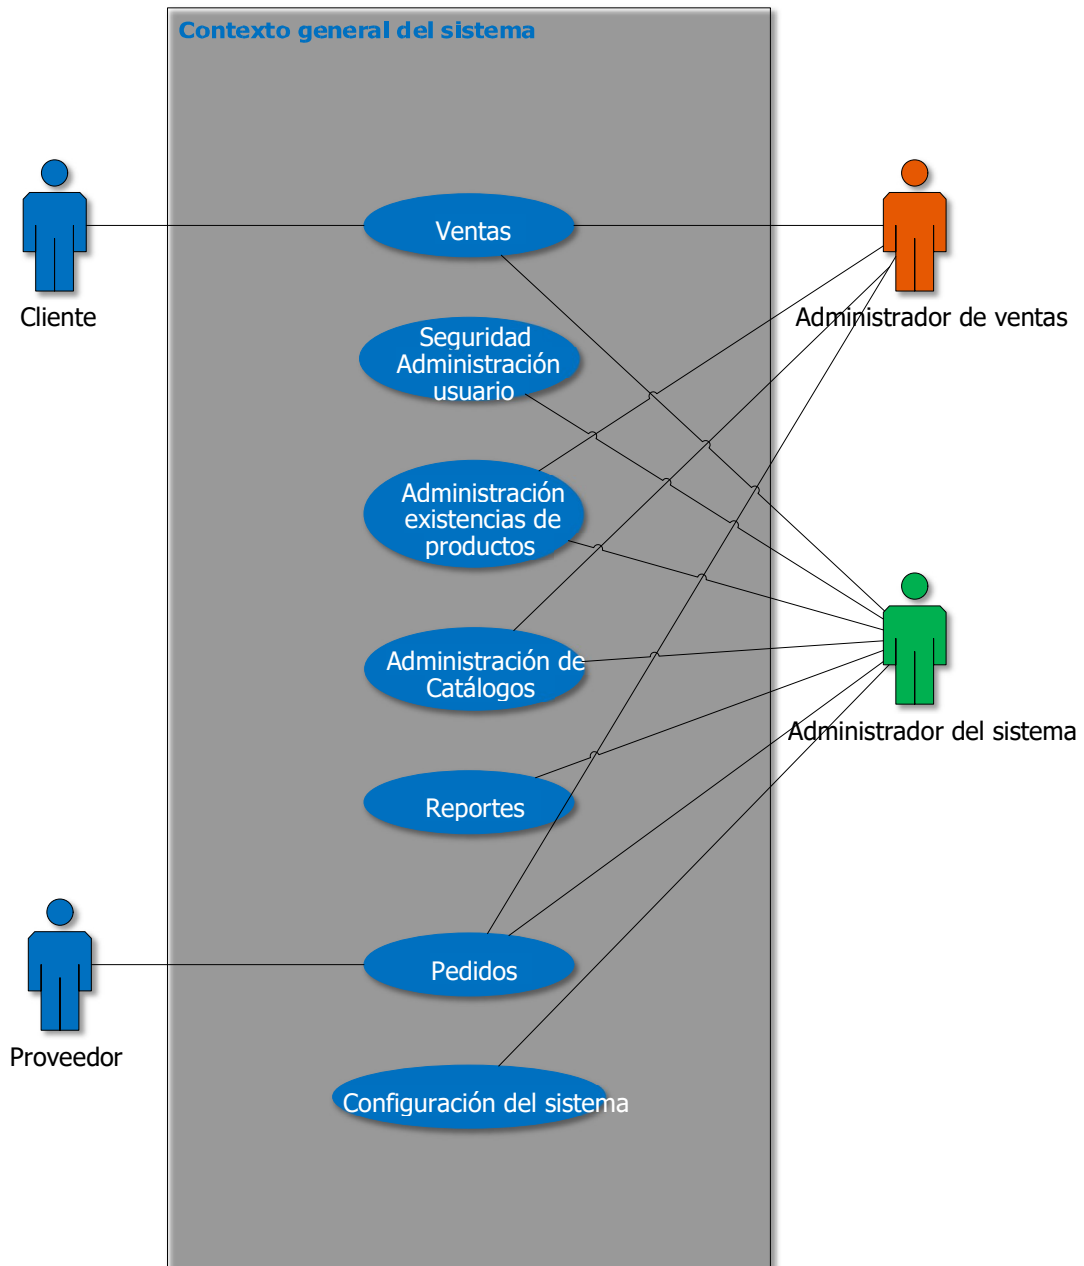 Contexto general del sistema
Ventas
Cliente
Administrador de ventas
Seguridad
Administración
usuario
Administración
existencias de
productos
Administración de
Catálogos
Administrador del sistema
Reportes
Pedidos
Proveedor
Configuración del sistema